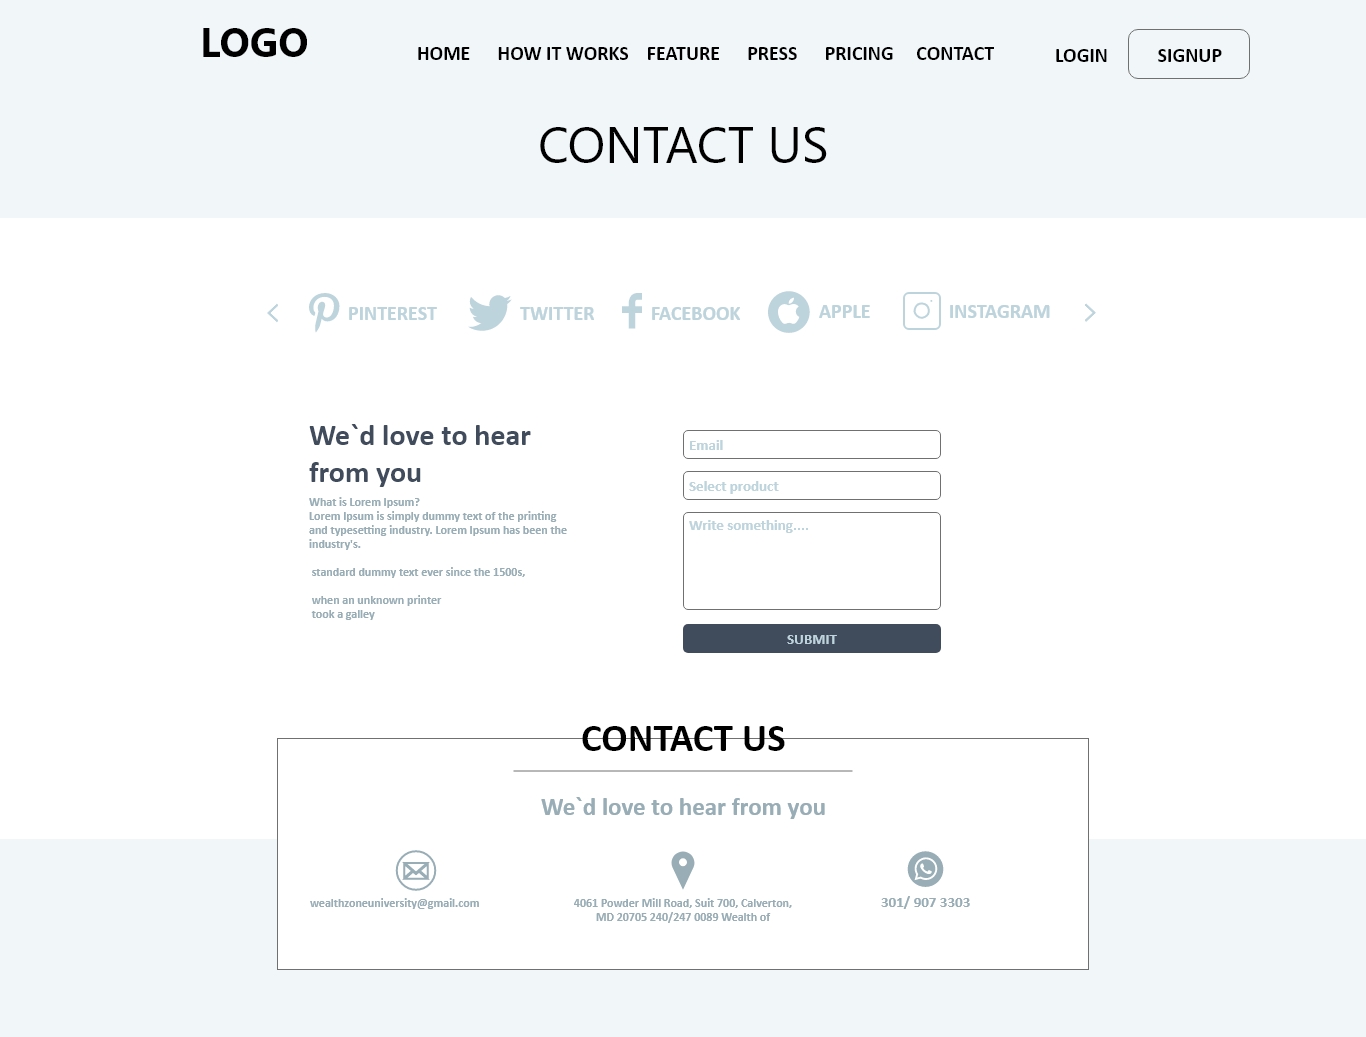 LOGO
HOME HOW IT WORKS FEATURE PRESS PRICING CONTACT LOGIN SIGNUP
CONTACT US
PINTEREST TWITTER FACEBOOK APPLE INSTAGRAM
We`d love to hear
from you
What is Lorem Ipsum?
Lorem Ipsum is simply dummy text of the printing
and typesetting industry. Lorem Ipsum has been the
industry's.
standard dummy text ever since the 1500s,
when an unknown printer
took a galley
Email
Select product
Write something....
SUBMIT
CONTACT US
We`d love to hear from you
wealthzoneuniversity@gmail.com
4061 Powder Mill Road, Suit 700, Calverton,
MD 20705 240/247 0089 Wealth of
301/ 907 3303